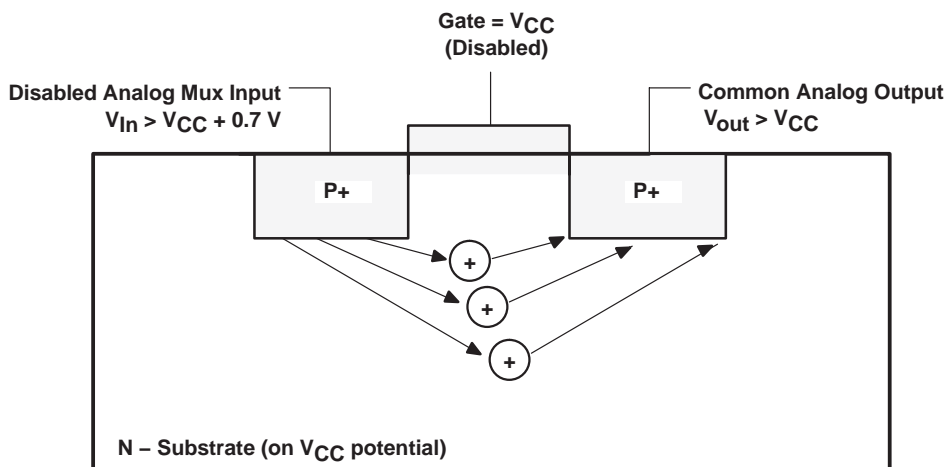 Gate = VCC
(Disabled)
Disabled Analog Mux Input
VIn > VCC + 0.7 V
Common Analog Output
Vout > VCC
P+
P+
+
+
+
N – Substrate (on VCC potential)